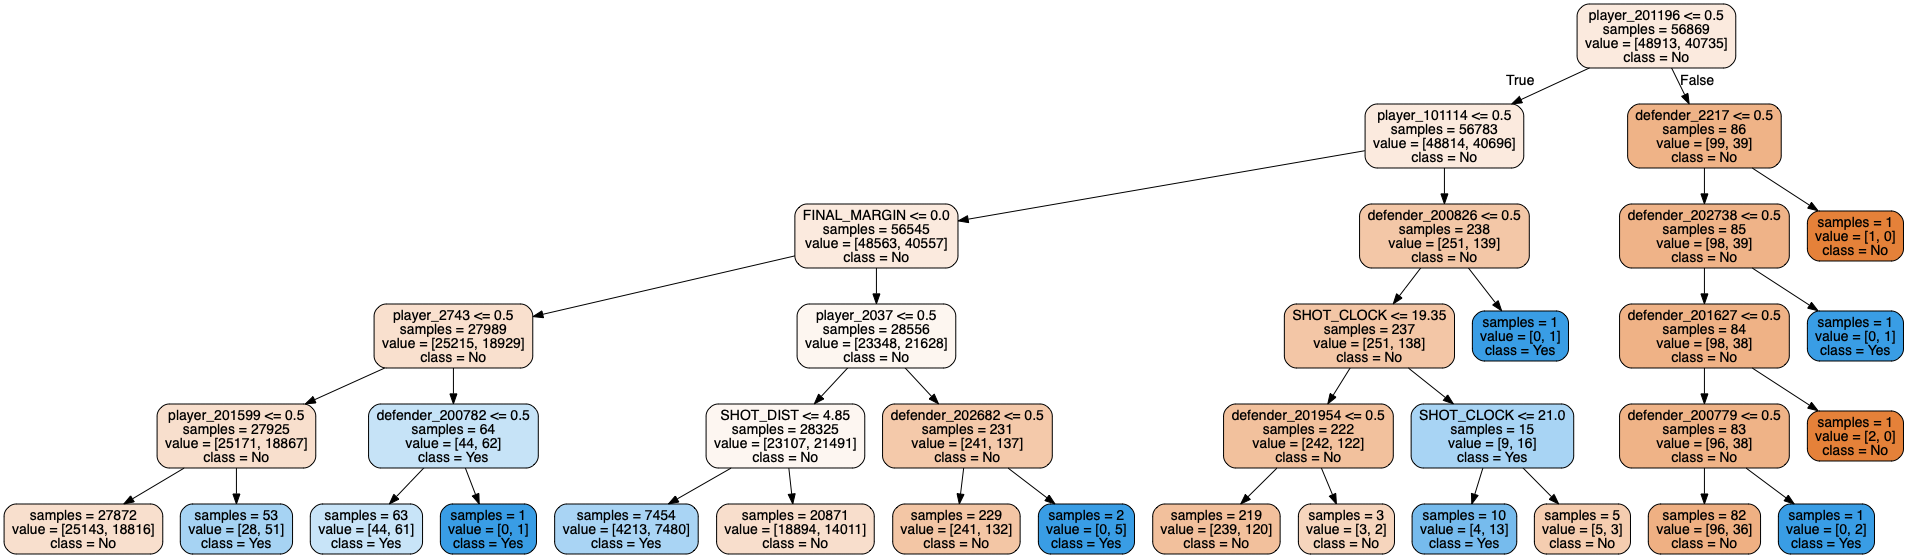 player_201196 <= 0.5
samples = 56869
value = [48913, 40735]
class = No
True
False
player_101114 <= 0.5
samples = 56783
value = [48814, 40696]
class = No
defender_2217 <= 0.5
samples = 86
value = [99, 39]
class = No
FINAL_MARGIN <= 0.0
samples = 56545
value = [48563, 40557]
class = No
defender_200826 <= 0.5
samples = 238
value = [251, 139]
class = No
defender_202738 <= 0.5
samples = 85
value = [98, 39]
class = No
samples = 1
value = [1, 0]
class = No
player_2743 <= 0.5
samples = 27989
value = [25215, 18929]
class = No
player_2037 <= 0.5
samples = 28556
value = [23348, 21628]
class = No
SHOT_CLOCK <= 19.35
samples = 237
value = [251, 138]
class = No
samples = 1
value = [0, 1]
class = Yes
defender_201627 <= 0.5
samples = 84
value = [98, 38]
class = No
samples = 1
value = [0, 1]
class = Yes
player_201599 <= 0.5
samples = 27925
value = [25171, 18867]
class = No
defender_200782 <= 0.5
samples = 64
value = [44, 62]
class = Yes
SHOT_DIST <= 4.85
samples = 28325
value = [23107, 21491]
class = No
defender_202682 <= 0.5
samples = 231
value = [241, 137]
class = No
defender_201954 <= 0.5
samples = 222
value = [242, 122]
class = No
SHOT_CLOCK <= 21.0
samples = 15
value = [9, 16]
class = Yes
defender_200779 <= 0.5
samples = 83
value = [96, 38]
class = No
samples = 1
value = [2, 0]
class = No
samples = 27872
value = [25143, 18816]
class = No
samples = 53
value = [28, 51]
class = Yes
samples = 63
value = [44, 61]
class = Yes
samples = 1
value = [0, 1]
class = Yes
samples = 7454
value = [4213, 7480]
class = Yes
samples = 20871
value = [18894, 14011]
class = No
samples = 229
value = [241, 132]
class = No
samples = 2
value = [0, 5]
class = Yes
samples = 219
value = [239, 120]
class = No
samples = 3
value = [3, 2]
class = No
samples = 10
value = [4, 13]
class = Yes
samples = 5
value = [5, 3]
class = No
samples = 82
value = [96, 36]
class = No
samples = 1
value = [0, 2]
class = Yes